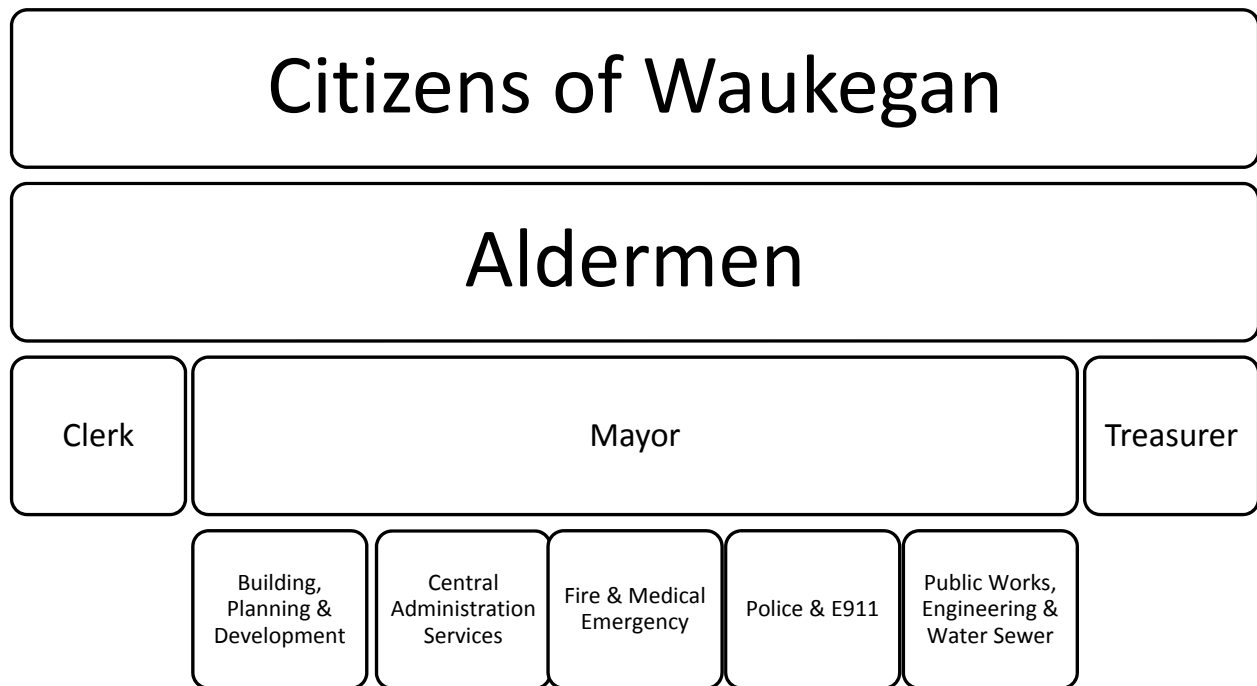 Citizens of Waukegan
Aldermen
Clerk
Mayor
Treasurer
Building,
Planning &
Development
Central
Administration
Services
Fire & Medical
Emergency
Police & E911
Public Works,
Engineering &
Water Sewer